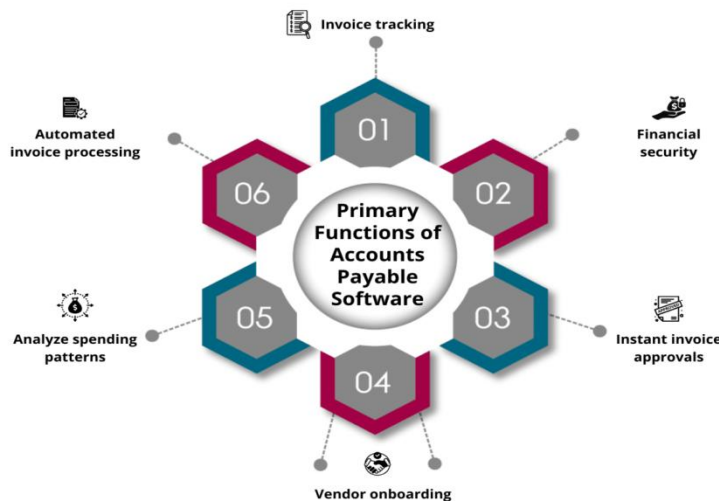 Invoice tracking
01
Financial
security
02
Instant invoice
approvals
03
Vendor onboarding
04
Analyze spending
patterns
05
Automated
invoice processing
06
Primary
Functions of
Accounts
Payable
Software